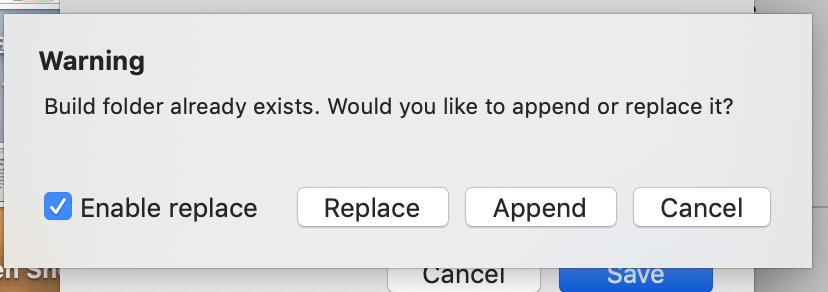 Warning
Build folder already exists. Would you like to append or replace it?
Enable replace
Replace
Append
Cancel
Cancel
Save